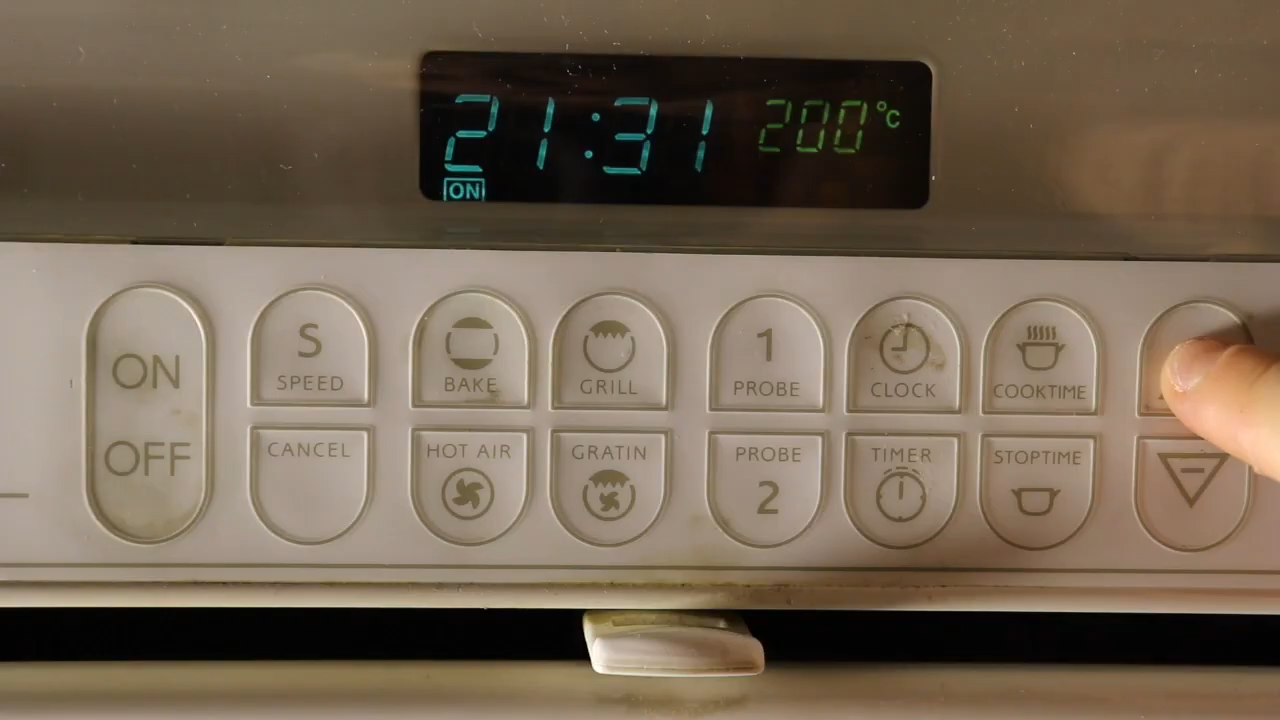 21:31 200°C
ON
ON
OFF
S
SPEED
CANCEL
BAKE
HOT AIR
GRILL
GRATIN
1
PROBE
PROBE
2
CLOCK
TIMER
COOKTIME
STOPTIME